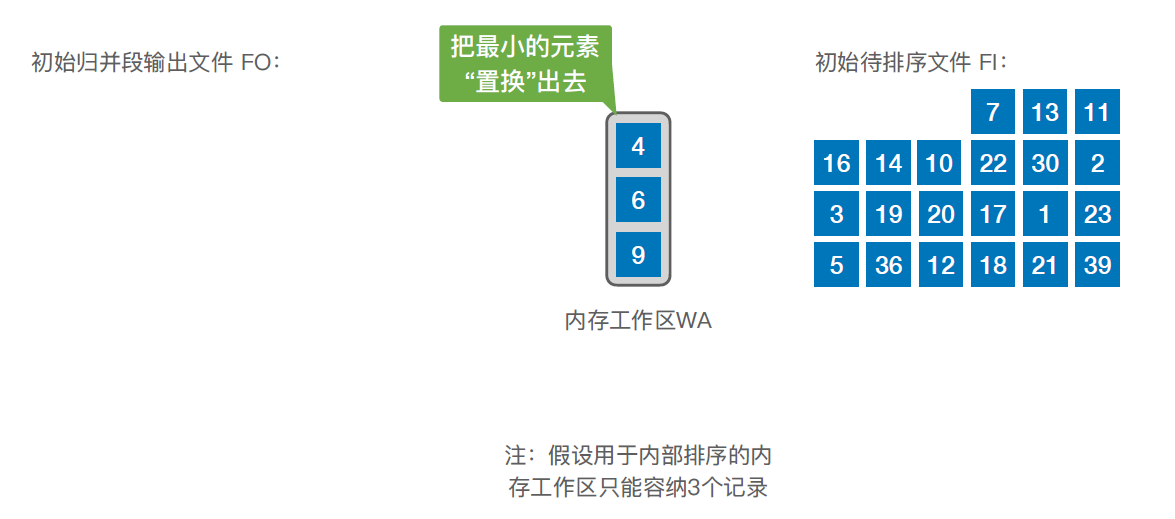 初始归并段输出文件 FO：
把最小的元素
“置换”出去
4
6
9
内存工作区WA
初始待排序文件 FI：
7 13 11
16 14 10 22 30 2
3 19 20 17 1 23
5 36 12 18 21 39
注：假设用于内部排序的内
存工作区只能容纳3个记录